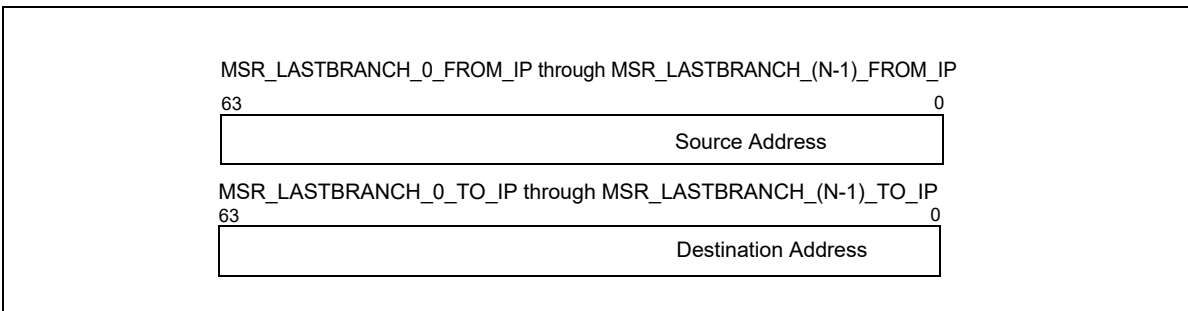 MSR_LASTBRANCH_0_FROM_IP through MSR_LASTBRANCH_(N-1)_FROM_IP
63 0
Source Address
MSR_LASTBRANCH_0_TO_IP through MSR_LASTBRANCH_(N-1)_TO_IP
63 0
Destination Address